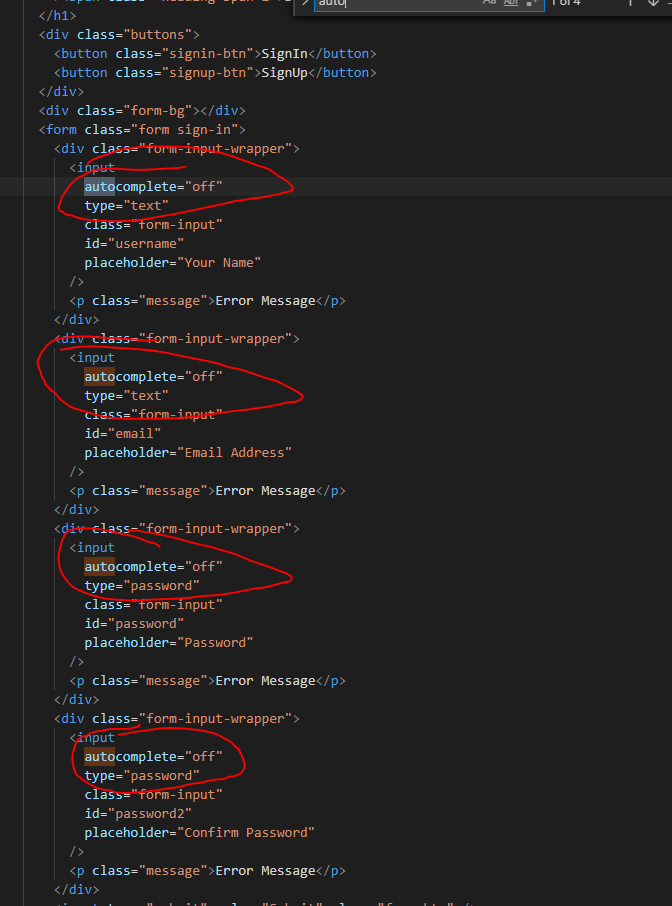 auto
1 of 4
</h1>
<div class="buttons">
<button class="signin-btn">SignIn</button>
<button class="signup-btn">SignUp</button>
</div>
<div class="form-bg"></div>
<form class="form sign-in">
<div class="form-input-wrapper">
<input
autocomplete="off"
type="text"
class="form-input"
id="username"
placeholder="Your Name"
/>
<p class="message">Error Message</p>
</div>
<div class="form-input-wrapper">
<input
autocomplete="off"
type="text"
class="form-input"
id="email"
placeholder="Email Address"
/>
<p class="message">Error Message</p>
</div>
<div class="form-input-wrapper">
<input
autocomplete="off"
type="password"
class="form-input"
id="password"
placeholder="Password"
/>
<p class="message">Error Message</p>
</div>
<div class="form-input-wrapper">
<input
autocomplete="off"
type="password"
class="form-input"
id="password2"
placeholder="Confirm Password"
/>
<p class="message">Error Message</p>
</div>